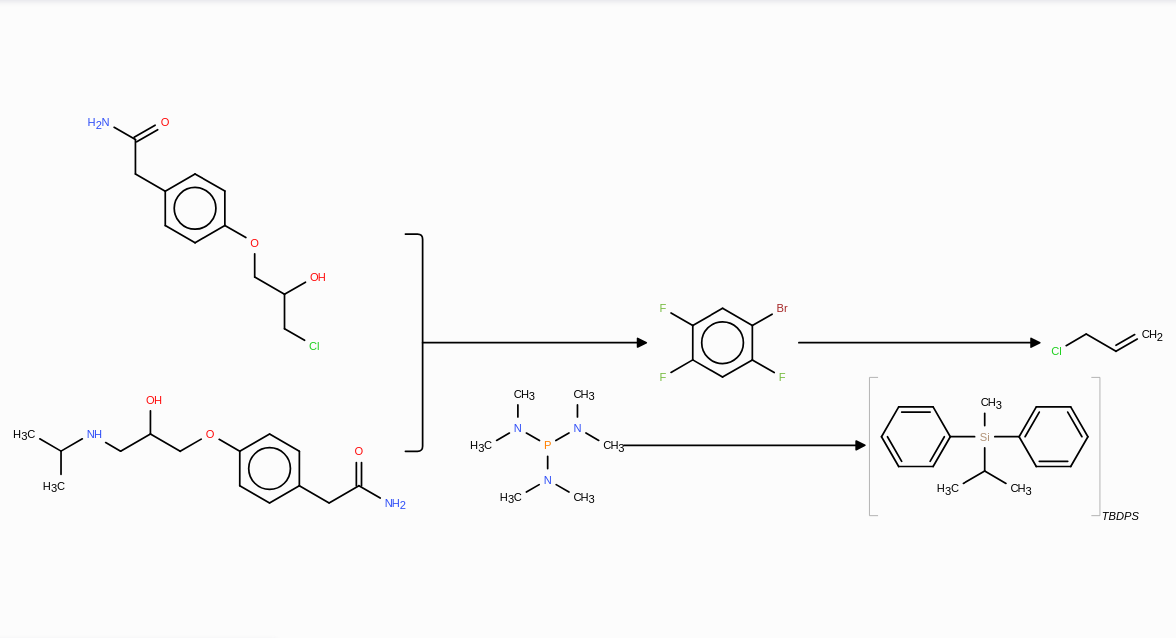 H2N
O
O
OH
Cl
OH
H3C
NH
O
O
H3C
NH2
CH3
CH3
N
N
H3C
P
CH3
N
H3C
CH3
F
Br
F
F
Cl
CH2
CH3
Si
H3C
CH3
TBDPS